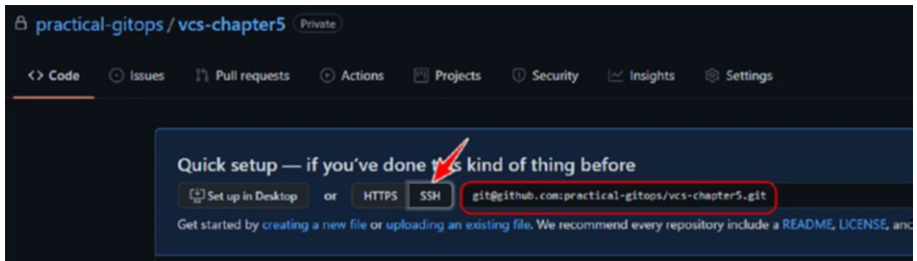 practical-gitops / vcs-chapter5 Private
<> Code Issues Pull requests Actions Projects Security Insights Settings
Quick setup — if you've done this kind of thing before
Set up in Desktop or HTTPS SSH git@github.com:practical-gitops/vcs-chapter5.git
Get started by creating a new file or uploading an existing file. We recommend every repository include a README, LICENSE, and